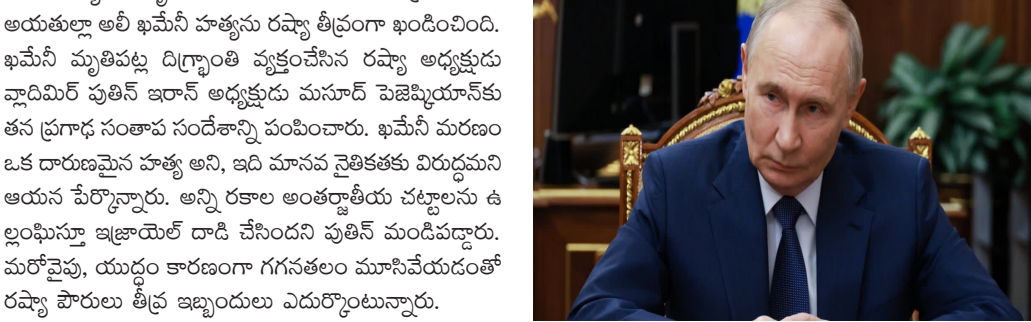 అయతుల్లా అలీ ఖమేనీ హత్యను రష్యా తీవ్రంగా ఖండించింది.
ఖమేనీ మృతిపట్ల దిగ్భ్రాంతి వ్యక్తంచేసిన రష్యా అధ్యక్షుడు
వ్లాదిమిర్ పుతిన్ ఇరాన్ అధ్యక్షుడు మసూద్ పెజెష్కియాన్‌కు
తన ప్రగాఢ సంతాప సందేశాన్ని పంపించారు. ఖమేనీ మరణం
ఒక దారుణమైన హత్య అని, ఇది మానవ నైతికతకు విరుద్ధమని
ఆయన పేర్కొన్నారు. అన్ని రకాల అంతర్జాతీయ చట్టాలను ఉ
ల్లంఘిస్తూ ఇజ్రాయెల్ దాడి చేసిందని పుతిన్ మండిపడ్డారు.
మరోవైపు, యుద్ధం కారణంగా గగనతలం మూసివేయడంతో
రష్యా పౌరులు తీవ్ర ఇబ్బందులు ఎదుర్కొంటున్నారు.